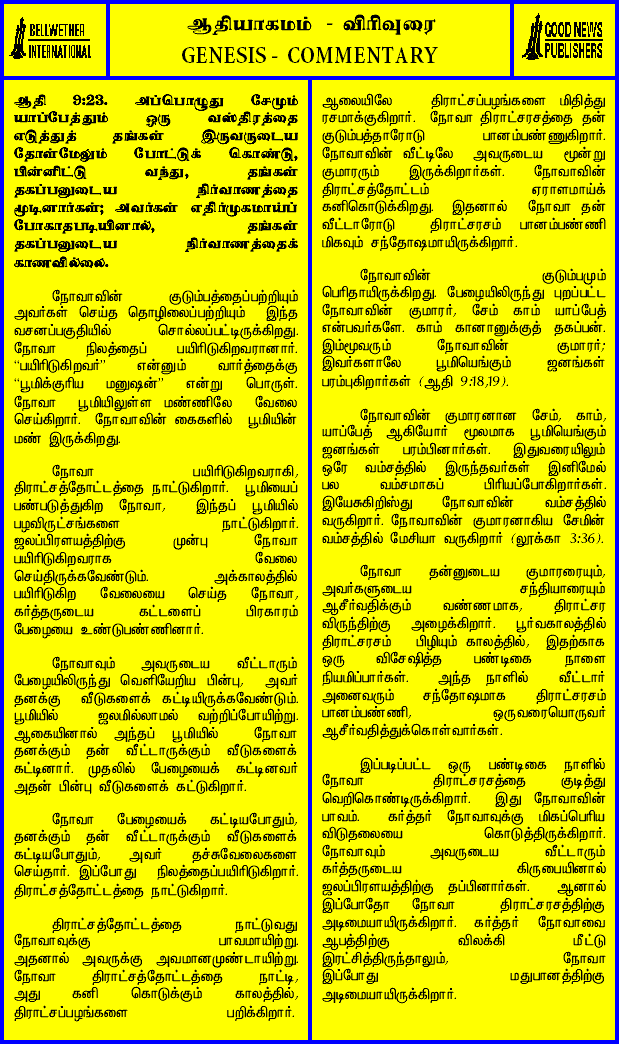 BELLWETHER
INTERNATIONAL
ஆதியாகமம் - விரிவுரை
GENESIS - COMMENTARY
GOOD NEWS
PUBLISHERS
ஆதி 9:23. அப்பொழுது சேமும்
யாப்பேத்தும் ஒரு வஸ்திரத்தை
எடுத்துத் தங்கள் இருவருடைய
தோள்மேலும் போட்டுக் கொண்டு,
பின்னிட்டு வந்து, தங்கள்
தகப்பனுடைய நிர்வாணத்தை
மூடினார்கள்; அவர்கள் எதிர்முகமாய்ப்
போகாதபடியினால், தங்கள்
தகப்பனுடைய நிர்வாணத்தைக்
காணவில்லை.
நோவாவின் குடும்பத்தைப்பற்றியும்
அவர்கள் செய்த தொழிலைப்பற்றியும் இந்த
வசனப்பகுதியில் சொல்லப்பட்டிருக்கிறது.
நோவா நிலத்தைப் பயிரிடுகிறவரானார்.
“பயிரிடுகிறவர்” என்னும் வார்த்தைக்கு
“பூமிக்குரிய மனுஷன்” என்று பொருள்.
நோவா பூமியிலுள்ள மண்ணிலே வேலை
செய்கிறார். நோவாவின் கைகளில் பூமியின்
மண் இருக்கிறது.
நோவா பயிரிடுகிறவராகி,
திராட்சத்தோட்டத்தை நாட்டுகிறார். பூமியைப்
பண்படுத்துகிற நோவா, இந்தப் பூமியில்
பழவிருட்சங்களை நாட்டுகிறார்.
ஜலப்பிரளயத்திற்கு முன்பு நோவா
பயிரிடுகிறவராக வேலை
செய்திருக்கவேண்டும். அக்காலத்தில்
பயிரிடுகிற வேலையை செய்த நோவா,
கர்த்தருடைய கட்டளைப் பிரகாரம்
பேழையை உண்டுபண்ணினார்.
நோவாவும் அவருடைய வீட்டாரும்
பேழையிலிருந்து வெளியேறிய பின்பு, அவர்
தனக்கு வீடுகளைக் கட்டியிருக்கவேண்டும்.
பூமியில் ஜலமில்லாமல் வற்றிப்போயிற்று.
ஆகையினால் அந்தப் பூமியில் நோவா
தனக்கும் தன் வீட்டாருக்கும் வீடுகளைக்
கட்டினார். முதலில் பேழையைக் கட்டினவர்
அதன் பின்பு வீடுகளைக் கட்டுகிறார்.
நோவா பேழையைக் கட்டியபோதும்,
தனக்கும் தன் வீட்டாருக்கும் வீடுகளைக்
கட்டியபோதும், அவர் தச்சுவேலைகளை
செய்தார். இப்போது நிலத்தைப்பயிரிடுகிறார்.
திராட்சத்தோட்டத்தை நாட்டுகிறார்.
திராட்சத்தோட்டத்தை நாட்டுவது
நோவாவுக்கு பாவமாயிற்று.
அதனால் அவருக்கு அவமானமுண்டாயிற்று.
நோவா திராட்சத்தோட்டத்தை நாட்டி,
அது கனி கொடுக்கும் காலத்தில்,
திராட்சப்பழங்களை பறிக்கிறார்.
ஆலையிலே திராட்சப்பழங்களை மிதித்து
ரசமாக்குகிறார். நோவா திராட்சரசத்தை தன்
குடும்பத்தாரோடு பானம்பண்ணுகிறார்.
நோவாவின் வீட்டிலே அவருடைய மூன்று
குமாரரும் இருக்கிறார்கள். நோவாவின்
திராட்சத்தோட்டம் ஏராளமாய்க்
கனிகொடுக்கிறது. இதனால் நோவா தன்
வீட்டாரோடு திராட்சரசம் பானம்பண்ணி
மிகவும் சந்தோஷமாயிருக்கிறார்.
நோவாவின் குடும்பமும்
பெரிதாயிருக்கிறது. பேழையிலிருந்து புறப்பட்ட
நோவாவின் குமாரர், சேம் காம் யாப்பேத்
என்பவர்களே. காம் கானானுக்குத் தகப்பன்.
இம்மூவரும் நோவாவின் குமாரர்;
இவர்களாலே பூமியெங்கும் ஜனங்கள்
பரம்புகிறார்கள் (ஆதி 9:18,19).
நோவாவின் குமாரனான சேம், காம்,
யாப்பேத் ஆகியோர் மூலமாக பூமியெங்கும்
ஜனங்கள் பரம்பினார்கள். இதுவரையிலும்
ஒரே வம்சத்தில் இருந்தவர்கள் இனிமேல்
பல வம்சமாகப் பிரியப்போகிறார்கள்.
இயேசுகிறிஸ்து நோவாவின் வம்சத்தில்
வருகிறார். நோவாவின் குமாரனாகிய சேமின்
வம்சத்தில் மேசியா வருகிறார் (லூக்கா 3:36).
நோவா தன்னுடைய குமாரரையும்,
அவர்களுடைய சந்தியாரையும்
ஆசீர்வதிக்கும் வண்ணமாக, திராட்சர
விருந்திற்கு அழைக்கிறார். பூர்வகாலத்தில்
திராட்சரசம் பிழியும் காலத்தில், இதற்காக
ஒரு விசேஷித்த பண்டிகை நாளை
நியமிப்பார்கள். அந்த நாளில் வீட்டார்
அனைவரும் சந்தோஷமாக திராட்சரசம்
பானம்பண்ணி, ஒருவரையொருவர்
ஆசீர்வதித்துக்கொள்வார்கள்.
இப்படிப்பட்ட ஒரு பண்டிகை நாளில்
நோவா திராட்சரசத்தை குடித்து
வெறிகொண்டிருக்கிறார். இது நோவாவின்
பாவம். கர்த்தர் நோவாவுக்கு மிகப்பெரிய
விடுதலையை கொடுத்திருக்கிறார்.
நோவாவும் அவருடைய வீட்டாரும்
கர்த்தருடைய கிருபையினால்
ஜலப்பிரளயத்திற்கு தப்பினார்கள். ஆனால்
இப்போதோ நோவா திராட்சரசத்திற்கு
அடிமையாயிருக்கிறார். கர்த்தர் நோவாவை
ஆபத்திற்கு விலக்கி மீட்டு
இரட்சித்திருந்தாலும், நோவா
இப்போது மதுபானத்திற்கு
அடிமையாயிருக்கிறார்.